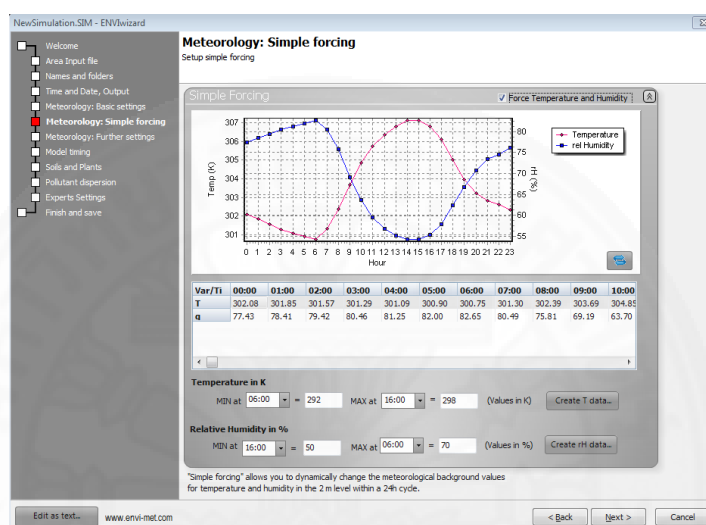 NewSimulation.SIM - ENVIwizard
Welcome
Area Input file
Names and folders
Time and Date, Output
Meteorology: Basic settings
Meteorology: Simple forcing
Meteorology: Further settings
Model timing
Soils and Plants
Pollutant dispersion
Experts Settings
Finish and save
Meteorology: Simple forcing
Setup simple forcing
Simple Forcing
Force Temperature and Humidity
307
306
305
304
303
302
301
Temp (K)
80
75
70
65
60
55
rH (%)
Temperature
rel Humidity
0 1 2 3 4 5 6 7 8 9 10 11 12 13 14 15 16 17 18 19 20 21 22 23
Hour
Var/Ti 00:00 01:00 02:00 03:00 04:00 05:00 06:00 07:00 08:00 09:00 10:00
T 302.08 301.85 301.57 301.29 301.09 300.90 300.75 301.30 302.39 303.69 304.85
q 77.43 78.41 79.42 80.46 81.25 82.00 82.65 80.49 75.81 69.19 63.70
Temperature in K
MIN at 06:00 = 292 MAX at 16:00 = 298 (Values in K) Create T data...
Relative Humidity in %
MIN at 16:00 = 50 MAX at 06:00 = 70 (Values in %) Create rH data...
"Simple forcing" allows you to dynamically change the meteorological background values
for temperature and humidity in the 2 m level within a 24h cycle.
Edit as text... www.envi-met.com < Back Next > Cancel